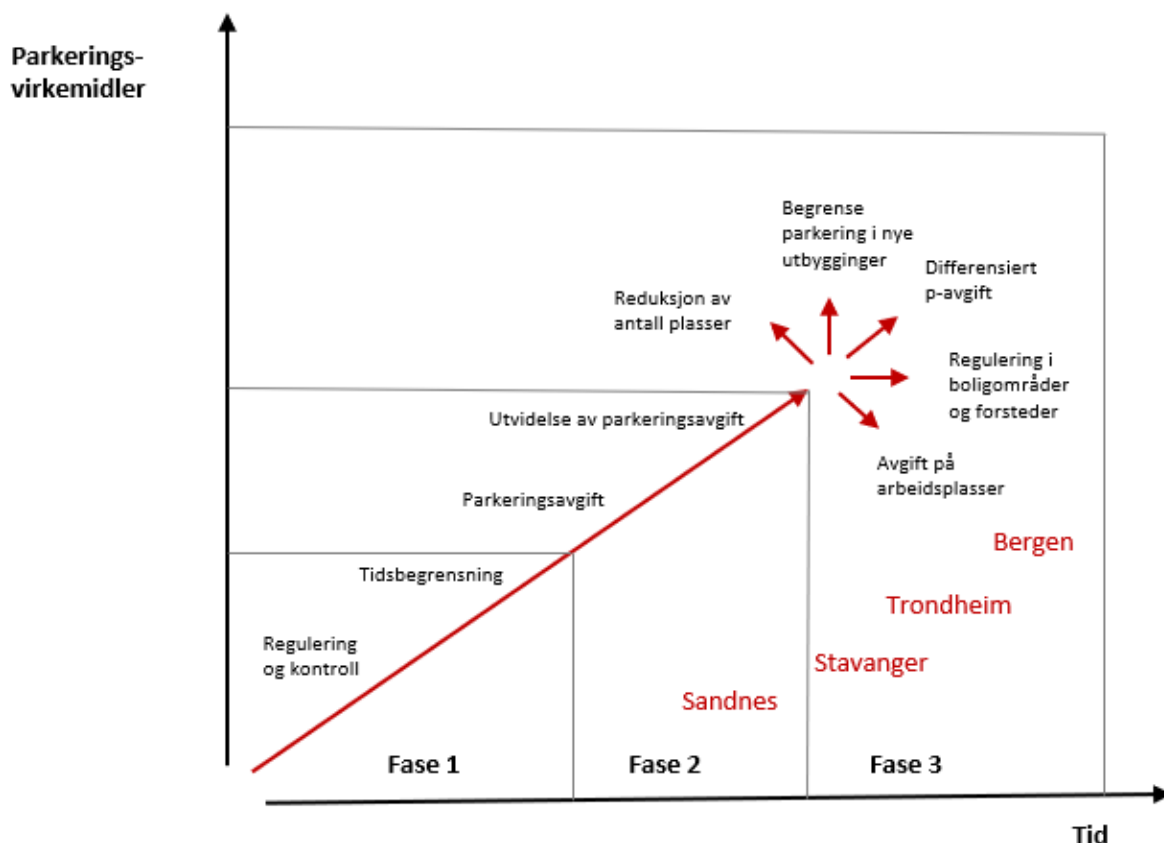 Parkerings-
virkemidler
Begrense
parkering i nye
utbygginger
Differensiert
p-avgift
Reduksjon av
antall plasser
Regulering i
boligområder
og forsteder
Utvidelse av parkeringsavgift
Avgift på
arbeidsplasser
Parkeringsavgift
Bergen
Tidsbegrensning
Trondheim
Regulering
og kontroll
Stavanger
Sandnes
Fase 1
Fase 2
Fase 3
Tid